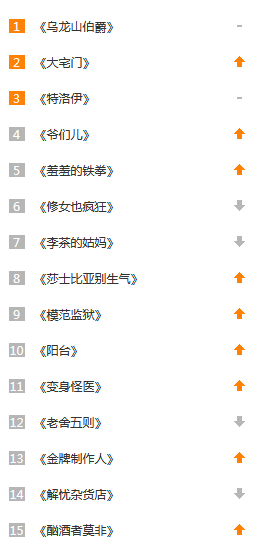 1 《乌龙山伯爵》 -
2 《大宅门》
3 《特洛伊》 -
4 《爷们儿》
5 《羞羞的铁拳》
6 《修女也疯狂》
7 《李茶的姑妈》
8 《莎士比亚别生气》
9 《模范监狱》
10 《阳台》
11 《变身怪医》
12 《老舍五则》
13 《金牌制作人》
14 《解忧杂货店》
15 《酗酒者莫非》